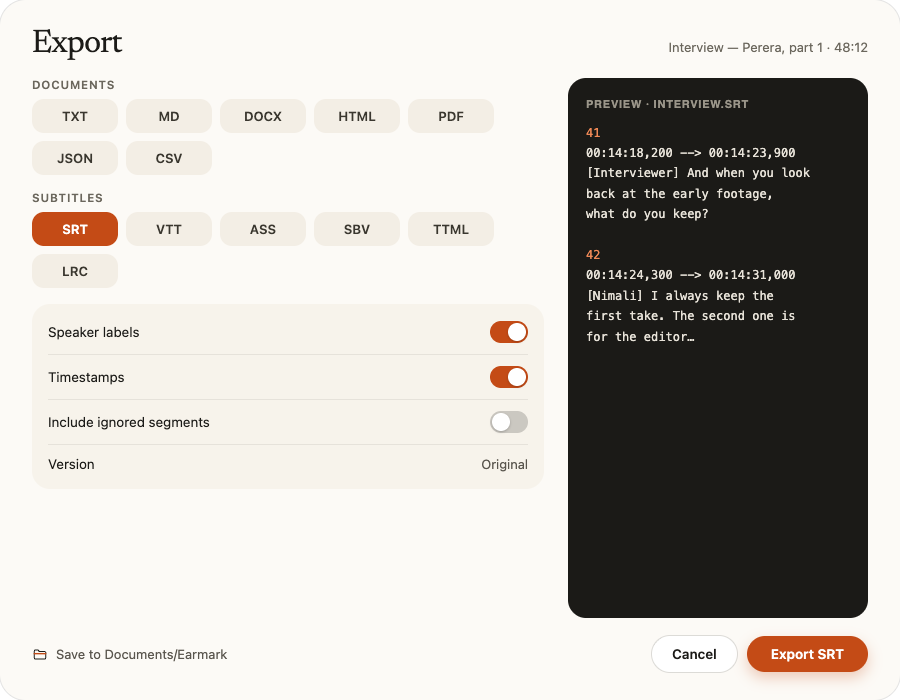 Export
Interview — Perera, part 1 · 48:12
DOCUMENTS
TXT
MD
DOCX
HTML
PDF
JSON
CSV
SUBTITLES
SRT
VTT
ASS
SBV
TTML
LRC
Speaker labels
Timestamps
Include ignored segments
Version
Original
PREVIEW · INTERVIEW.SRT
41
00:14:18,200 --> 00:14:23,900
[Interviewer] And when you look
back at the early footage,
what do you keep?
42
00:14:24,300 --> 00:14:31,000
[Nimali] I always keep the
first take. The second one is
for the editor…
Save to Documents/Earmark
Cancel
Export SRT